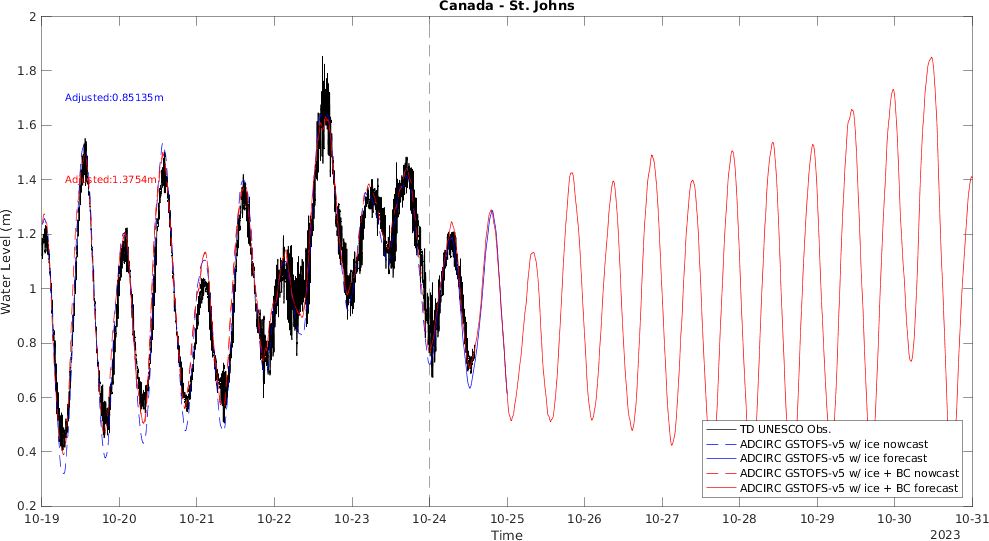 Canada - St. Johns
2
1.8
1.6
1.4
1.2
1
0.8
0.6
0.4
0.2
Water Level (m)
Adjusted:0.85135m
Adjusted:1.3754m
TD UNESCO Obs.
ADCIRC GSTOFS-v5 w/ ice nowcast
ADCIRC GSTOFS-v5 w/ ice forecast
ADCIRC GSTOFS-v5 w/ ice + BC nowcast
ADCIRC GSTOFS-v5 w/ ice + BC forecast
10-19 10-20 10-21 10-22 10-23 10-24 10-25 10-26 10-27 10-28 10-29 10-30 10-31
Time
2023